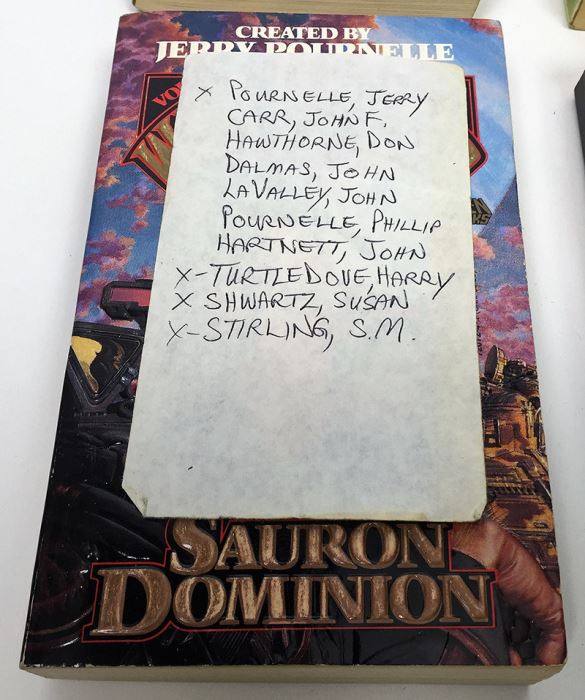 CREATED BY
JERRY POURNELLE
VO
X POURNELLE, JERRY
CARR, JOHN F.
HAWTHORNE, DON
DALMAS, JOHN
LAVALLEY, JOHN
POURNELLE, PHILLIP
HARTNETT, JOHN
X-TURTLEDOVE, HARRY
X SHWARTZ, SUSAN
X-STIRLING, S.M.
SAURON
DOMINION